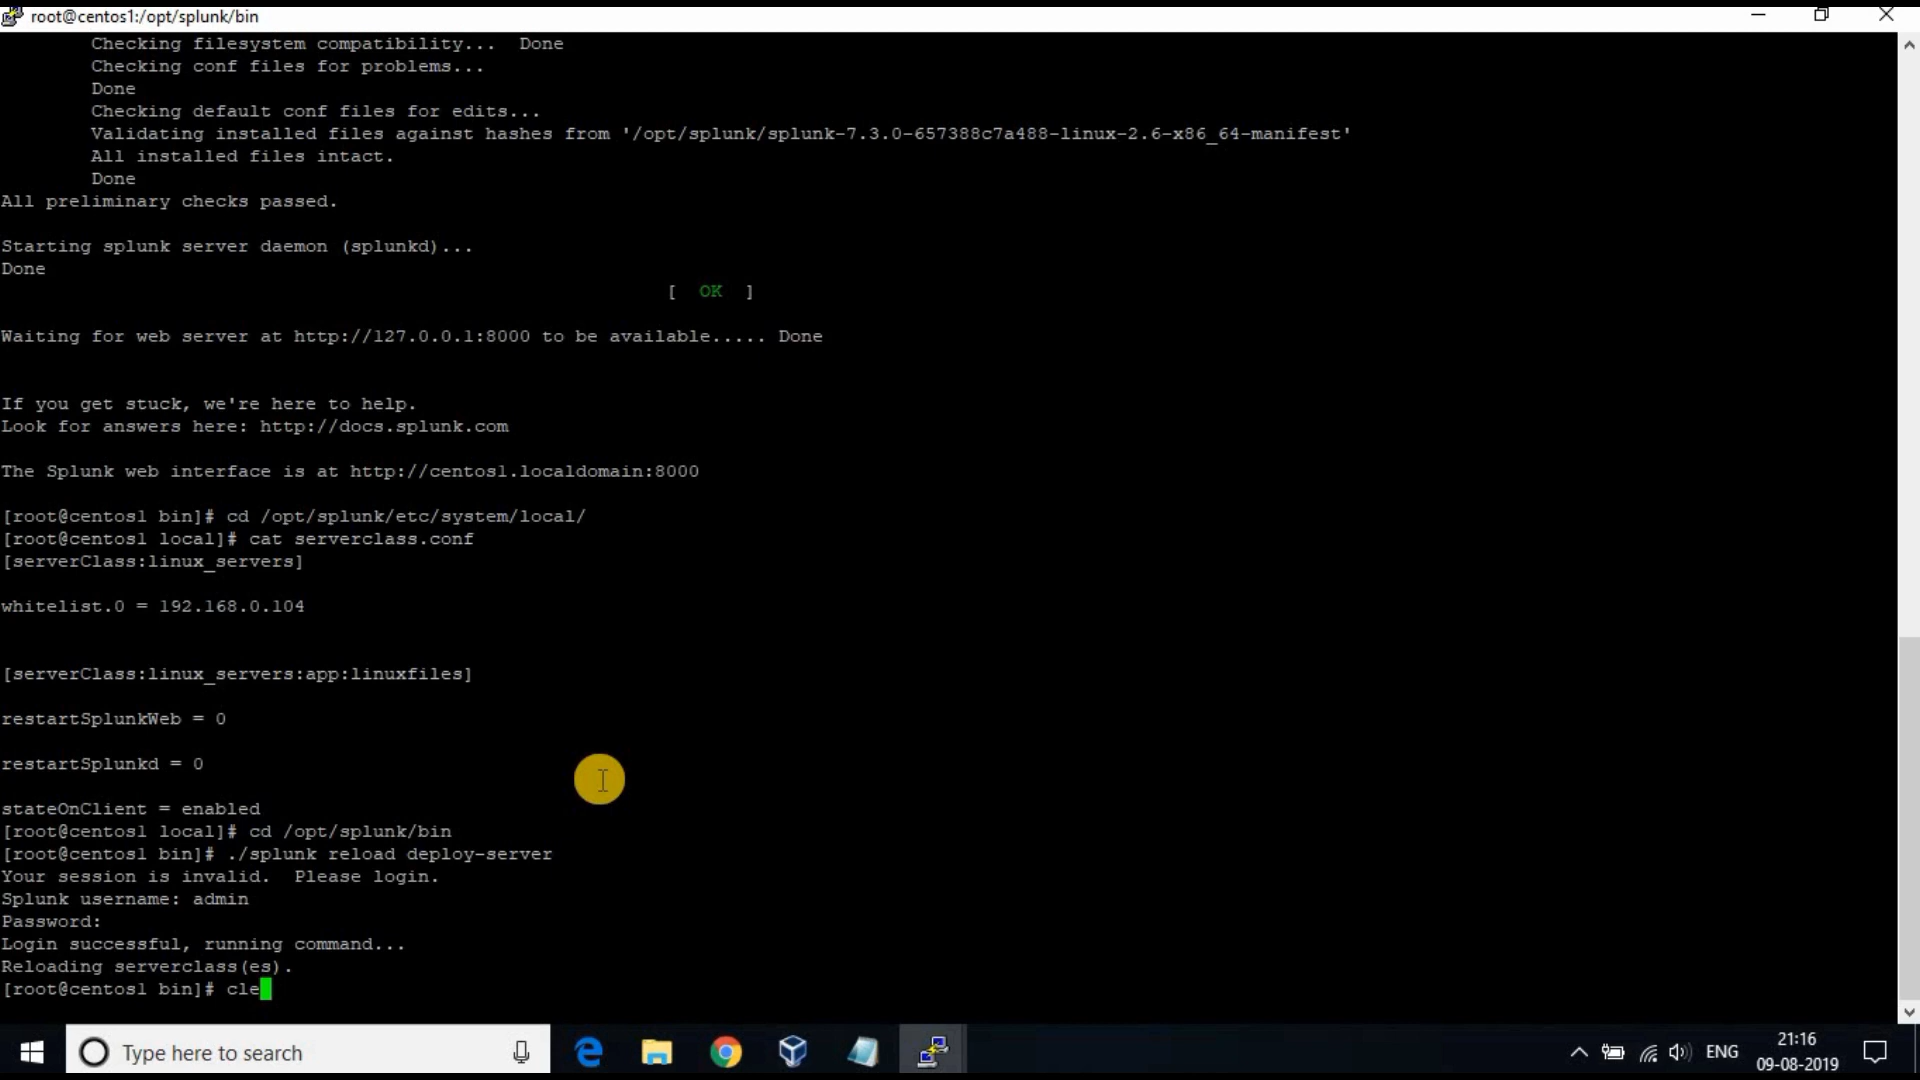 root@centos1:/opt/splunk/bin
Checking filesystem compatibility...  Done
Checking conf files for problems...
Done
Checking default conf files for edits...
Validating installed files against hashes from '/opt/splunk/splunk-7.3.0-657388c7a488-linux-2.6-x86_64-manifest'
All installed files intact.
Done
All preliminary checks passed.
Starting splunk server daemon (splunkd)...
Done
[  OK  ]
Waiting for web server at http://127.0.0.1:8000 to be available..... Done
If you get stuck, we're here to help.
Look for answers here: http://docs.splunk.com
The Splunk web interface is at http://centos1.localdomain:8000
[root@centos1 bin]# cd /opt/splunk/etc/system/local/
[root@centos1 local]# cat serverclass.conf
[serverClass:linux_servers]
whitelist.0 = 192.168.0.104
[serverClass:linux_servers:app:linuxfiles]
restartSplunkWeb = 0
restartSplunkd = 0
stateOnClient = enabled
[root@centos1 local]# cd /opt/splunk/bin
[root@centos1 bin]# ./splunk reload deploy-server
Your session is invalid.  Please login.
Splunk username: admin
Password:
Login successful, running command...
Reloading serverclass(es).
[root@centos1 bin]# cle
Type here to search
ENG
21:16
09-08-2019